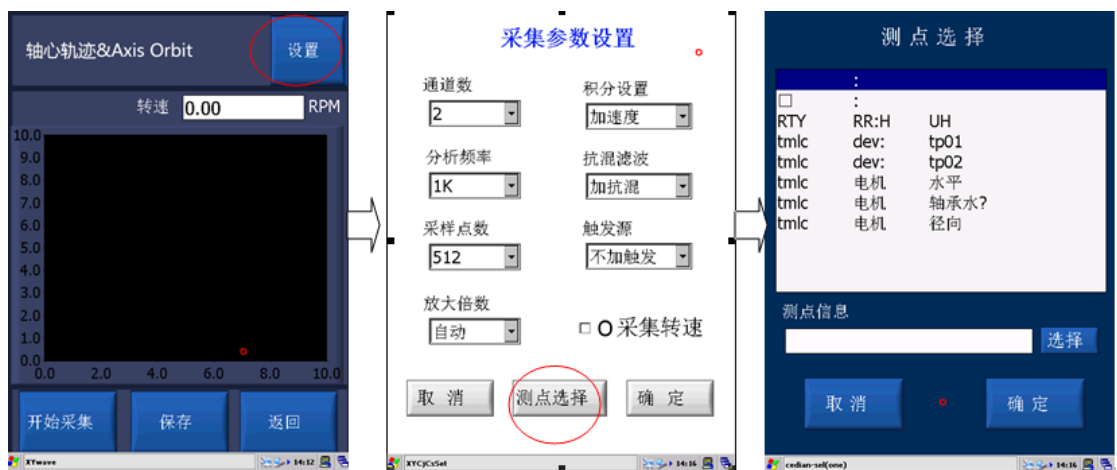 轴心轨迹&Axis Orbit
设置
转速 0.00 RPM
10.0
9.0
8.0
7.0
6.0
5.0
4.0
3.0
2.0
1.0
0.0
0.0 2.0 4.0 6.0 8.0 10.0
开始采集 保存 返回
XYwave 14:12
采集参数设置
通道数 积分设置
2 加速度
分析频率 抗混滤波
1K 加抗混
采样点数 触发源
512 不加触发
放大倍数
自动 O采集转速
取 消 测点选择 确 定
XYCjCsSet 14:16
测 点 选 择
:
:
RTY RR:H UH
tmlc dev: tp01
tmlc dev: tp02
tmlc 电机 水平
tmlc 电机 轴承水?
tmlc 电机 径向
测点信息
选择
取 消 确 定
cedian-sel(one) 14:16